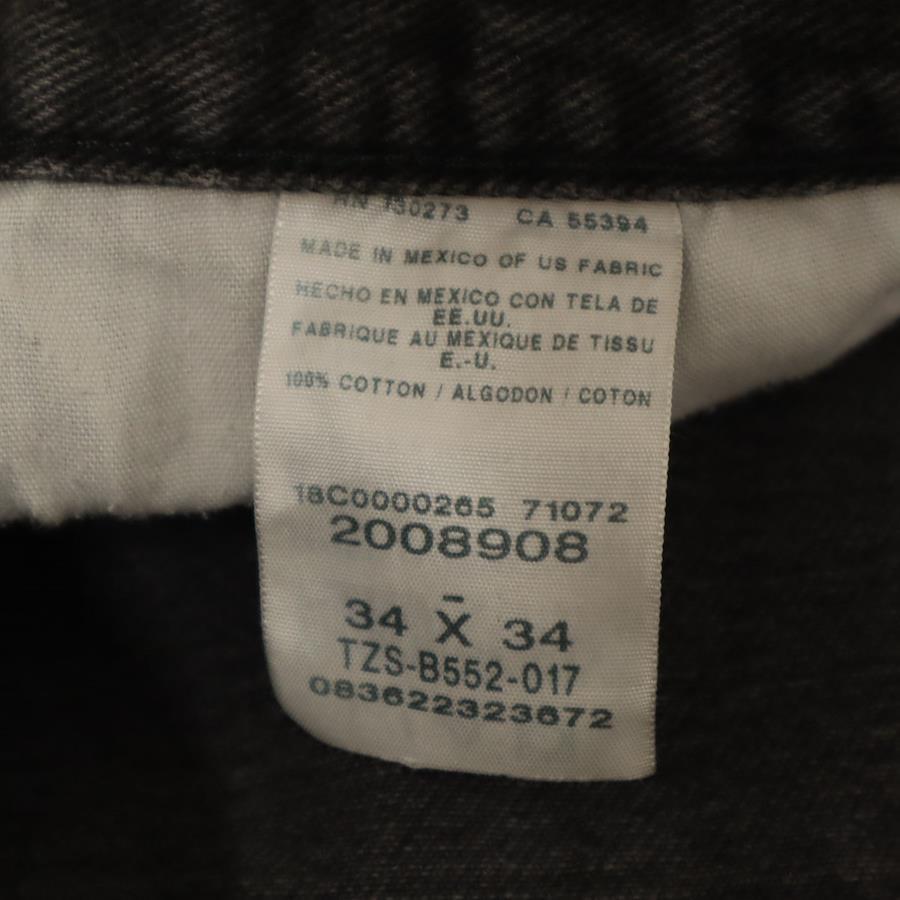 RN 130273 CA 55394
MADE IN MEXICO OF US FABRIC
HECHO EN MEXICO CON TELA DE
EE.UU.
FABRIQUE AU MEXIQUE DE TISSU
E.-U.
100% COTTON / ALGODON / COTON
18C0000265 71072
2008908
-
34 X 34
TZS-B552-017
083622323672